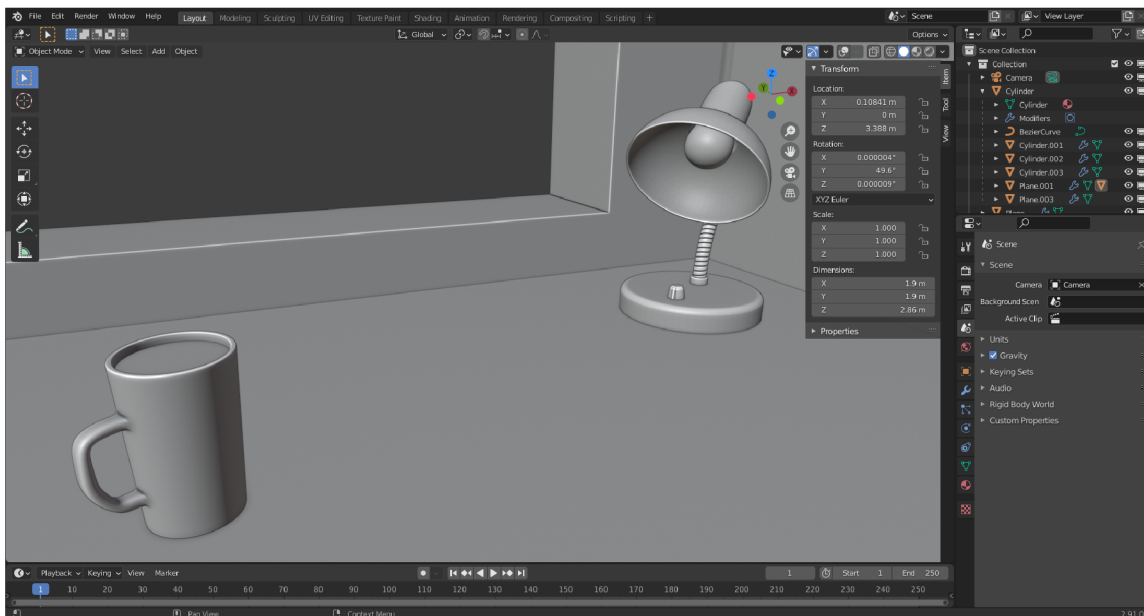 File Edit Render Window Help Layout Modeling Sculpting UV Editing Texture Paint Shading Animation Rendering Compositing Scripting + Scene View Layer
Global Options
Object Mode View Select Add Object
Transform
Location:
X 0.10841 m
Y 0 m
Z 3.388 m
Rotation:
X 0.000004°
Y 49.6°
Z 0.000009°
XYZ Euler
Scale:
X 1.000
Y 1.000
Z 1.000
Dimensions:
X 1.9 m
Y 1.9 m
Z 2.86 m
Properties
Item
Tool
View
Z
Y
X
Scene Collection
Collection
Camera
Cylinder
Cylinder
Modifiers
BezierCurve
Cylinder.001
Cylinder.002
Cylinder.003
Plane.001
Plane.003
Plane
Scene
Scene
Camera Camera
Background Scen
Active Clip
Units
Gravity
Keying Sets
Audio
Rigid Body World
Custom Properties
Playback Keying View Marker 1 Start 1 End 250
1 10 20 30 40 50 60 70 80 90 100 110 120 130 140 150 160 170 180 190 200 210 220 230 240 250
Pan View Context Menu 2.91.0